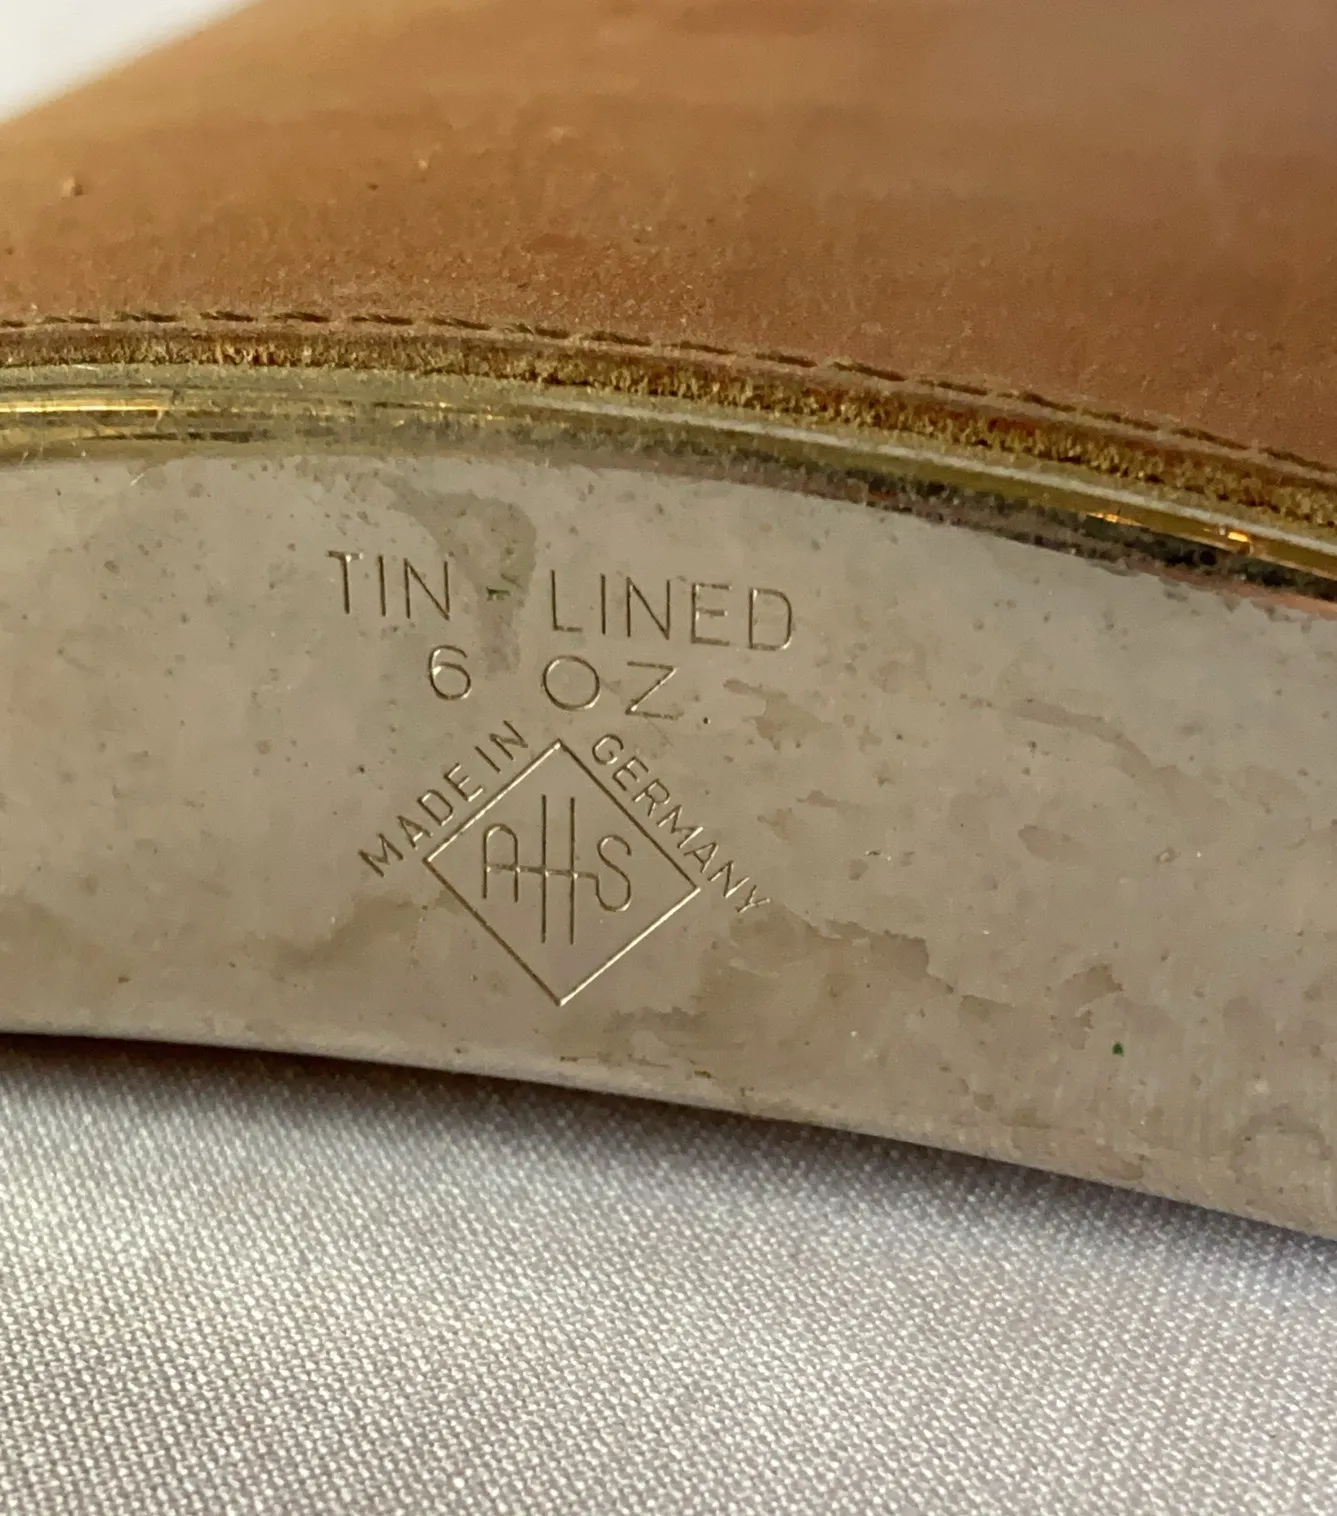 TIN LINED
6 OZ.
MADE IN GERMANY
AHS